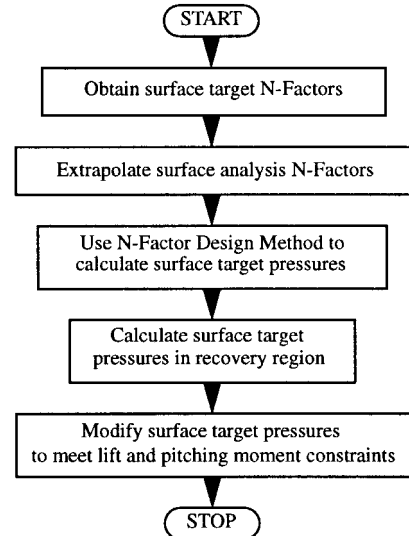 START
Obtain surface target N-Factors
Extrapolate surface analysis N-Factors
Use N-Factor Design Method to
calculate surface target pressures
Calculate surface target
pressures in recovery region
Modify surface target pressures
to meet lift and pitching moment constraints
STOP